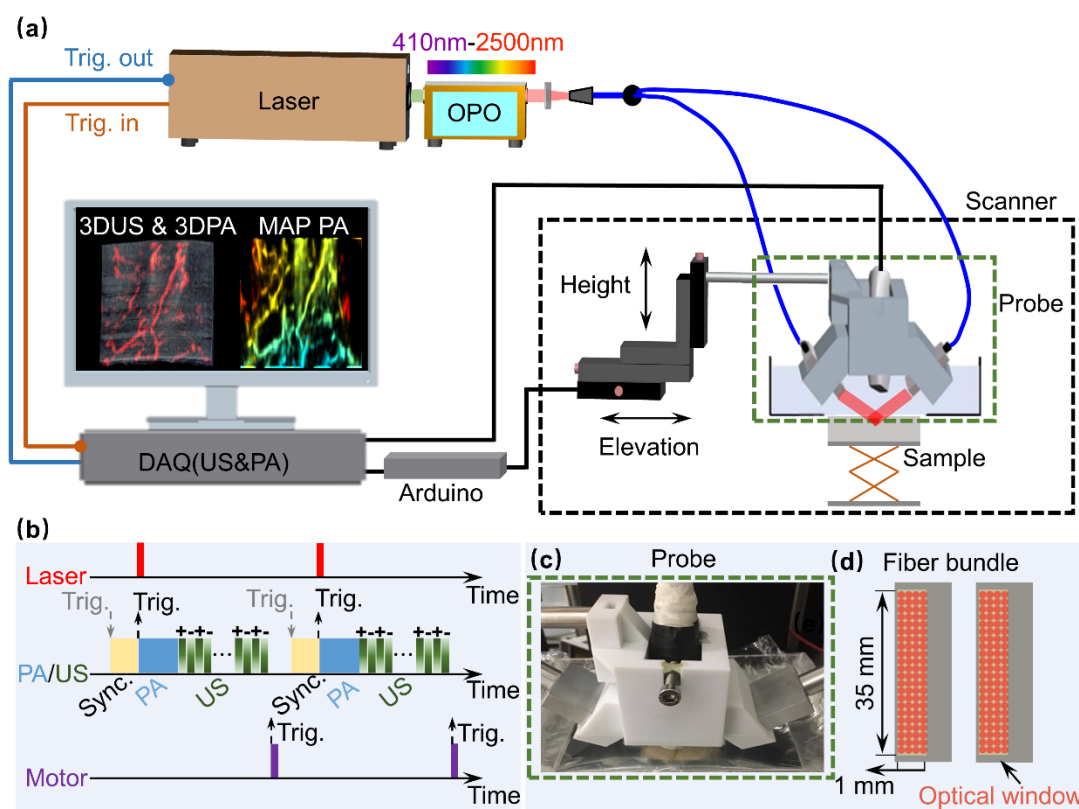 (a)
410nm-2500nm
Trig. out
Laser
OPO
Trig. in
Scanner
3DUS & 3DPA
MAP PA
Height
Probe
Elevation
Sample
DAQ(US&PA)
Arduino
(b)
Laser
Time
Trig.
Trig.
Trig.
Trig.
+-+-
+-+-
+-+-
+-+-
...
...
PA/US
Time
Sync.
PA
US
Sync.
PA
US
Trig.
Trig.
Motor
Time
(c)
Probe
(a)
(d)
Fiber bundle
35 mm
1 mm
Optical window